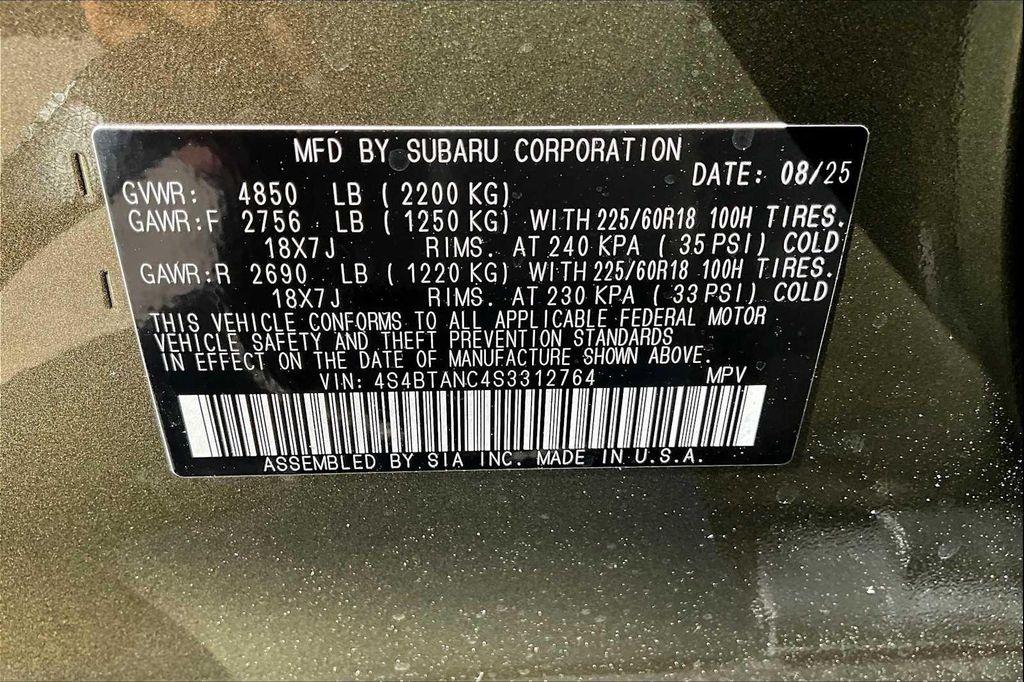 MFD BY SUBARU CORPORATION
DATE: 08/25
GVWR: 4850 LB (2200 KG)
GAWR:F 2756 LB (1250 KG) WITH 225/60R18 100H TIRES.
18X7J RIMS. AT 240 KPA (35 PSI) COLD
GAWR:R 2690 LB (1220 KG) WITH 225/60R18 100H TIRES.
18X7J RIMS. AT 230 KPA (33 PSI) COLD
THIS VEHICLE CONFORMS TO ALL APPLICABLE FEDERAL MOTOR
VEHICLE SAFETY AND THEFT PREVENTION STANDARDS
IN EFFECT ON THE DATE OF MANUFACTURE SHOWN ABOVE.
VIN: 4S4BTANC4S3312764 MPV
ASSEMBLED BY SIA INC. MADE IN U.S.A.